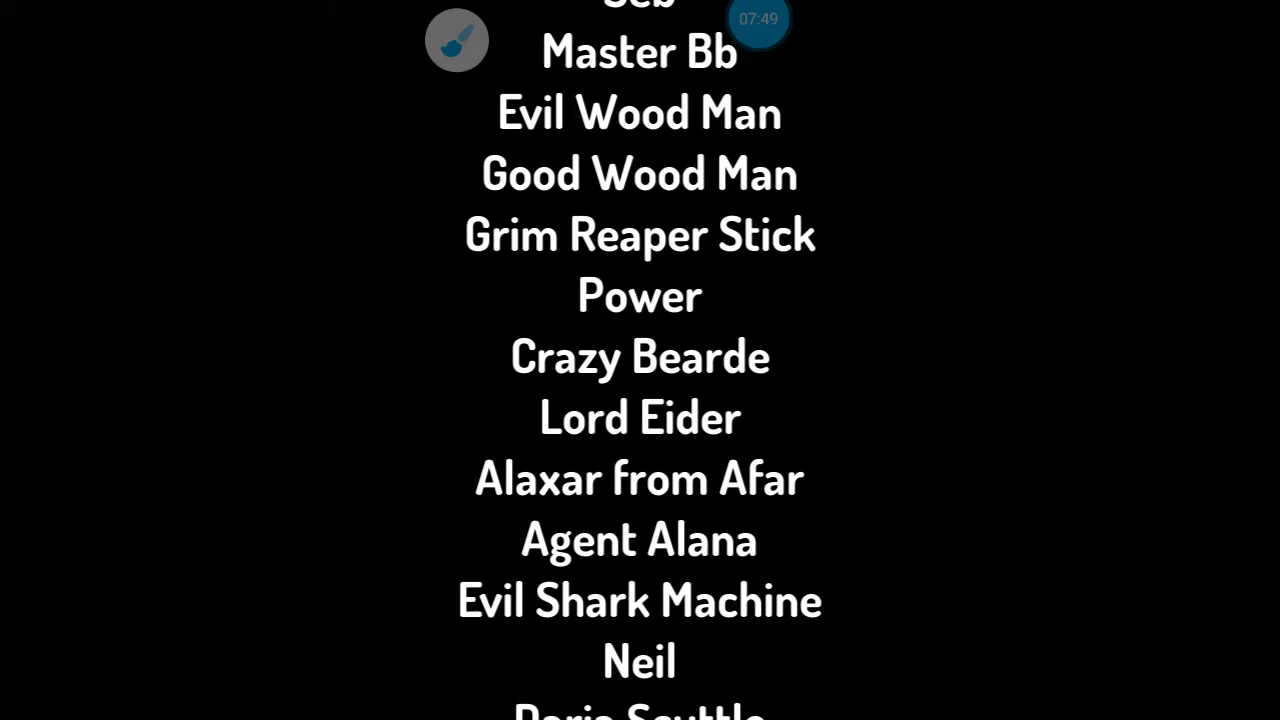 Seb
07:49
Master Bb
Evil Wood Man
Good Wood Man
Grim Reaper Stick
Power
Crazy Bearde
Lord Eider
Alaxar from Afar
Agent Alana
Evil Shark Machine
Neil